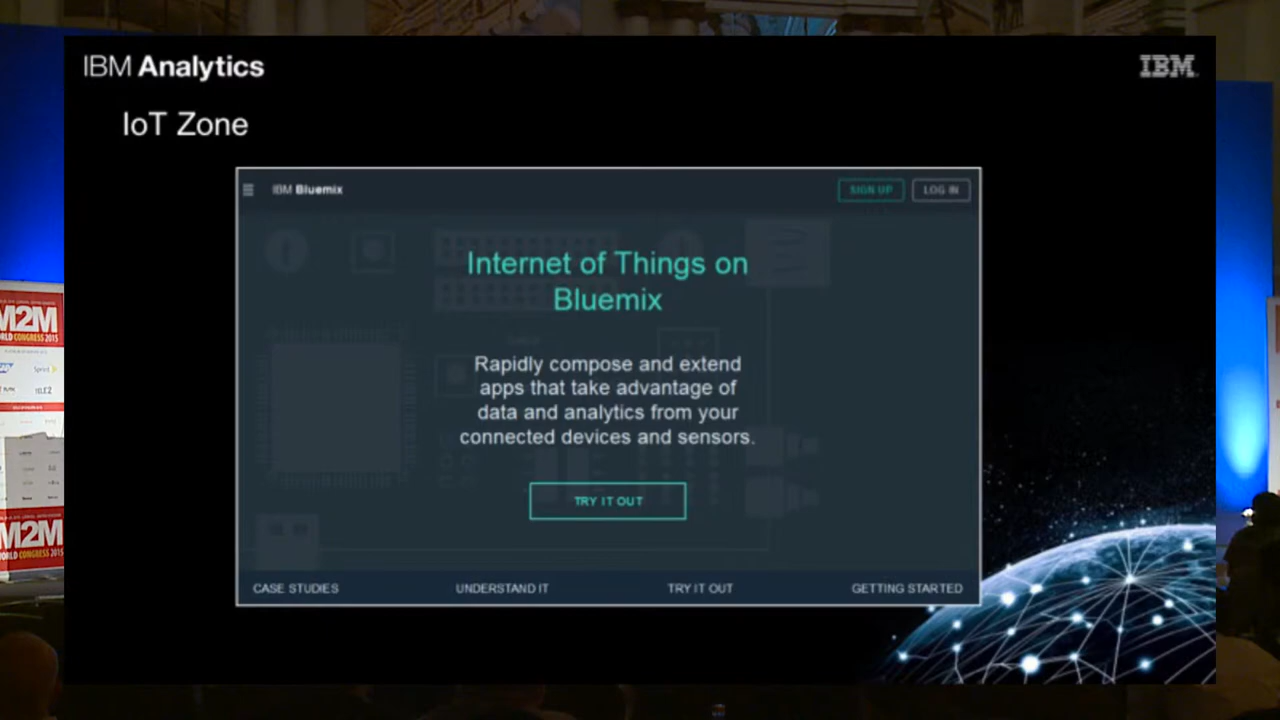 IBM Analytics
IBM
IoT Zone
IBM Bluemix
SIGN UP
LOG IN
Internet of Things on
Bluemix
Rapidly compose and extend
apps that take advantage of
data and analytics from your
connected devices and sensors.
TRY IT OUT
CASE STUDIES
UNDERSTAND IT
TRY IT OUT
GETTING STARTED
M2M
CONGRESS 2015
Sprint
TELE2
M2M
CONGRESS 2015